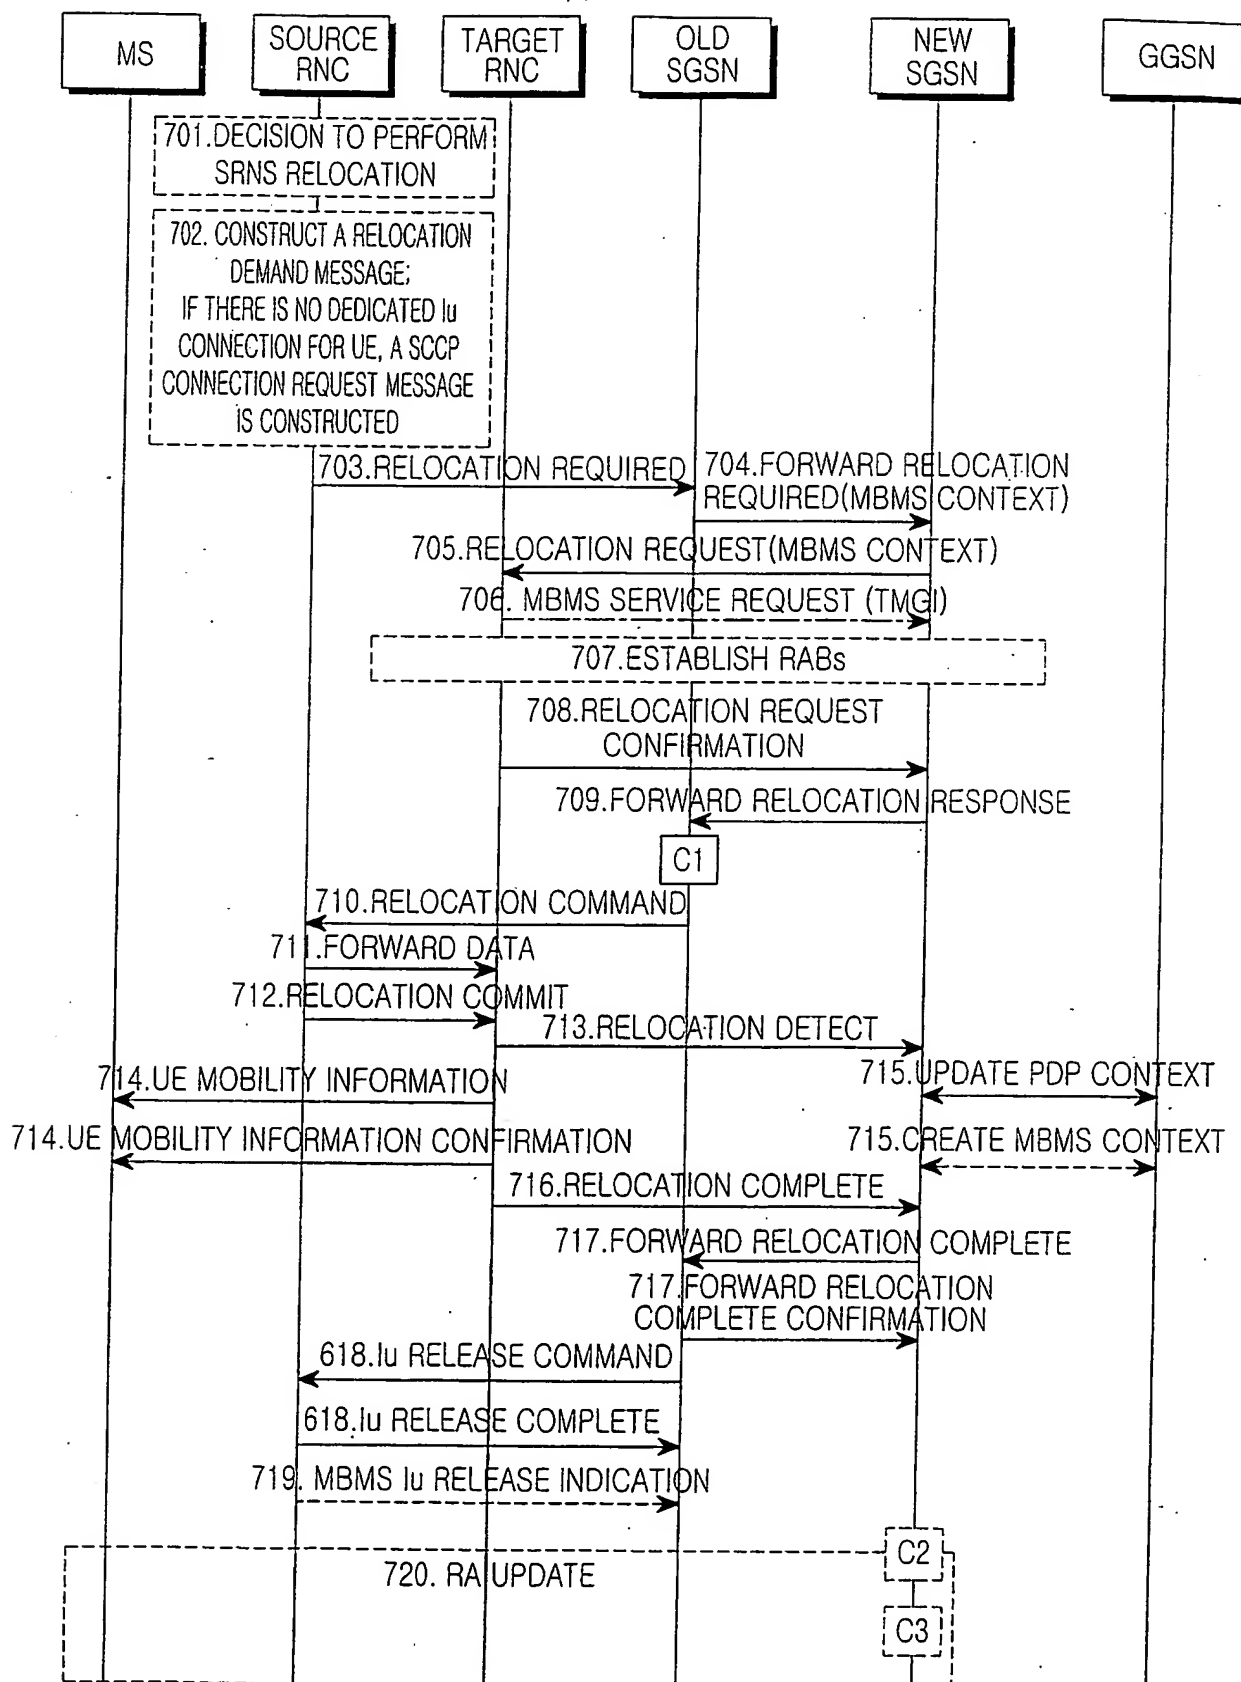 MS
SOURCE
RNC
TARGET
RNC
OLD
SGSN
NEW
SGSN
GGSN
701.DECISION TO PERFORM
SRNS RELOCATION
702. CONSTRUCT A RELOCATION
DEMAND MESSAGE;
IF THERE IS NO DEDICATED Iu
CONNECTION FOR UE, A SCCP
CONNECTION REQUEST MESSAGE
IS CONSTRUCTED
703.RELOCATION REQUIRED
704.FORWARD RELOCATION
REQUIRED(MBMS CONTEXT)
705.RELOCATION REQUEST(MBMS CONTEXT)
706. MBMS SERVICE REQUEST (TMGI)
707.ESTABLISH RABs
708.RELOCATION REQUEST
CONFIRMATION
709.FORWARD RELOCATION RESPONSE
C1
710.RELOCATION COMMAND
711.FORWARD DATA
712.RELOCATION COMMIT
713.RELOCATION DETECT
714.UE MOBILITY INFORMATION
715.UPDATE PDP CONTEXT
714.UE MOBILITY INFORMATION CONFIRMATION
715.CREATE MBMS CONTEXT
716.RELOCATION COMPLETE
717.FORWARD RELOCATION COMPLETE
717.FORWARD RELOCATION
COMPLETE CONFIRMATION
618.Iu RELEASE COMMAND
618.Iu RELEASE COMPLETE
719. MBMS Iu RELEASE INDICATION
C2
720. RA UPDATE
C3